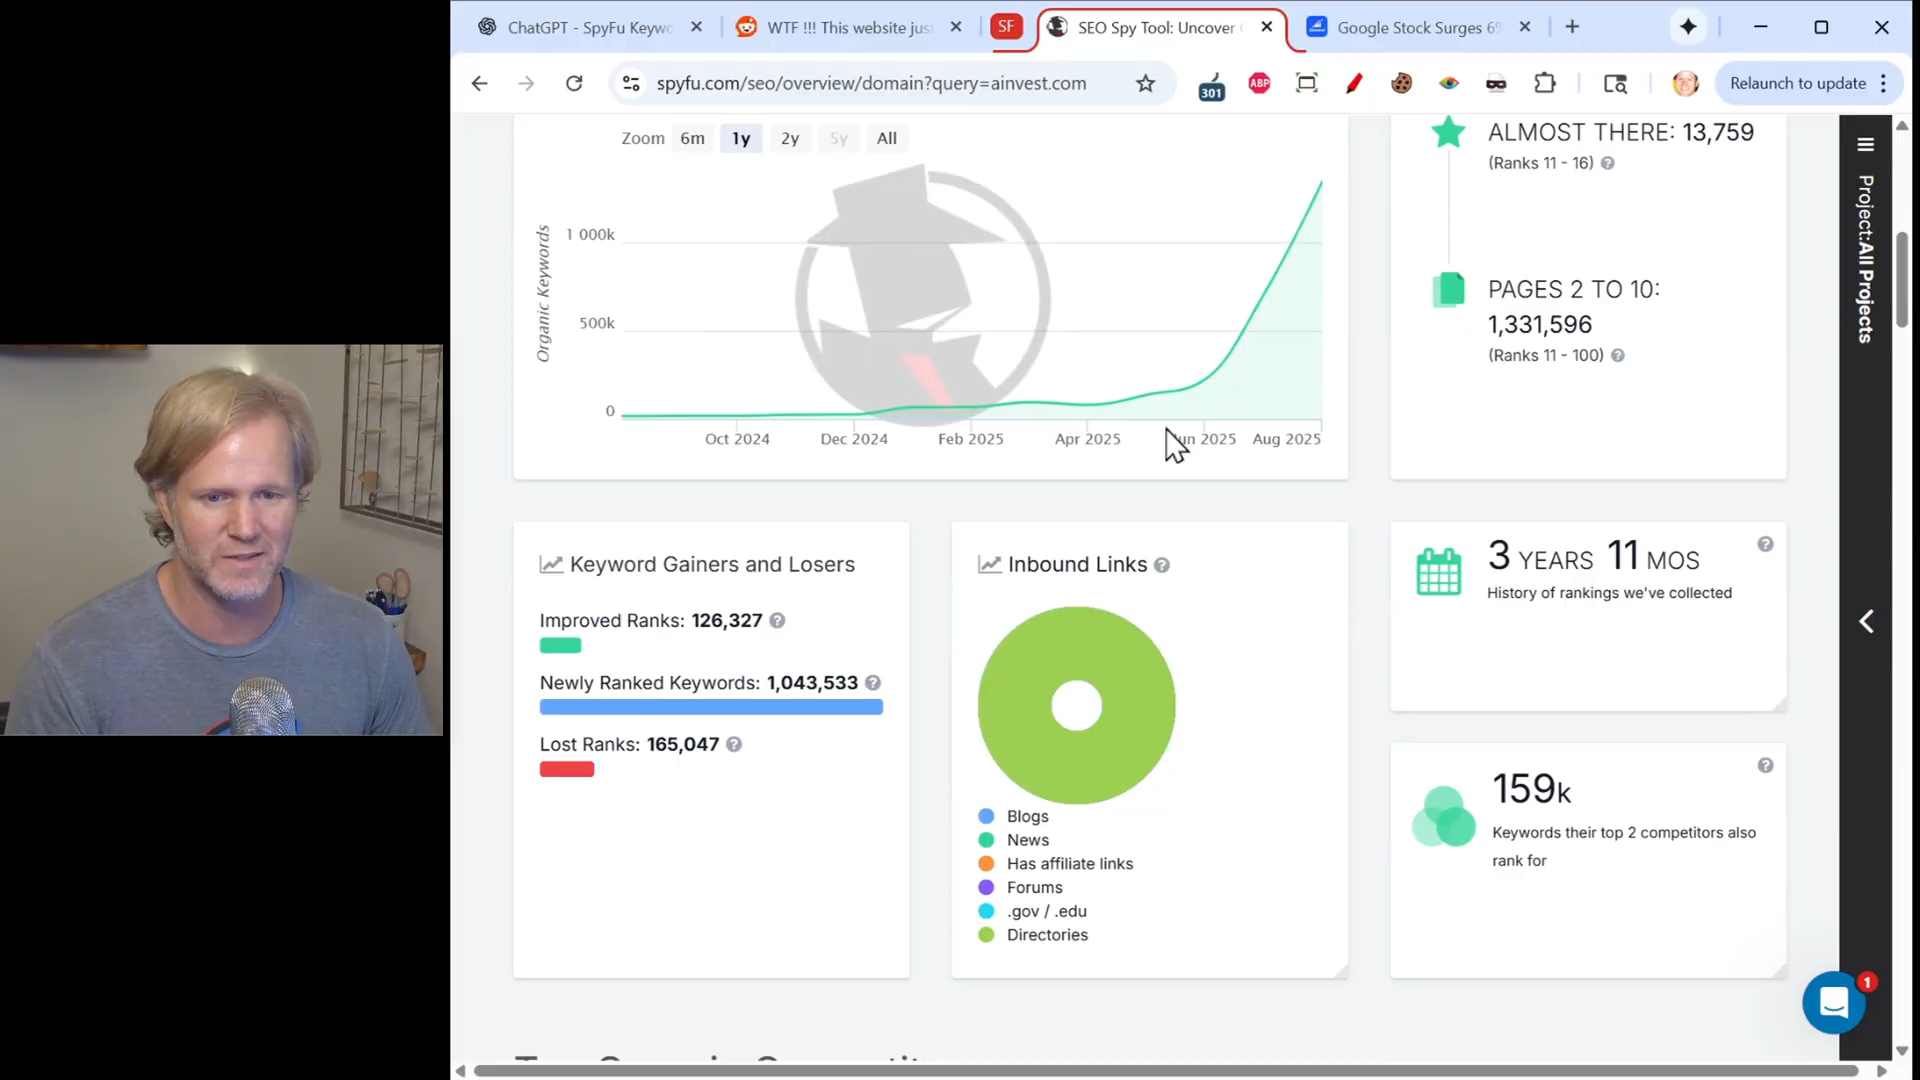 ChatGPT - SpyFu Keywo
WTF !!! This website jus
SF
SEO Spy Tool: Uncover
Google Stock Surges 6%
spyfu.com/seo/overview/domain?query=ainvest.com
301
ABP
Relaunch to update
Zoom 6m 1y 2y 5y All
Organic Keywords
1 000k
500k
0
Oct 2024
Dec 2024
Feb 2025
Apr 2025
Jun 2025
Aug 2025
ALMOST THERE: 13,759
(Ranks 11 - 16) ?
PAGES 2 TO 10:
1,331,596
(Ranks 11 - 100) ?
Project:All Projects
Keyword Gainers and Losers
Improved Ranks: 126,327 ?
Newly Ranked Keywords: 1,043,533 ?
Lost Ranks: 165,047 ?
Inbound Links ?
Blogs
News
Has affiliate links
Forums
.gov / .edu
Directories
?
3 YEARS 11 MOS
History of rankings we've collected
?
159k
Keywords their top 2 competitors also
rank for
1